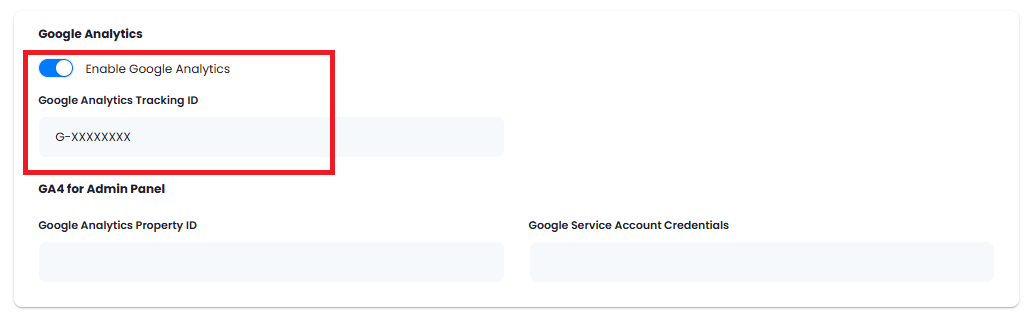 Google Analytics
Enable Google Analytics
Google Analytics Tracking ID
G-XXXXXXXX
GA4 for Admin Panel
Google Analytics Property ID
Google Service Account Credentials